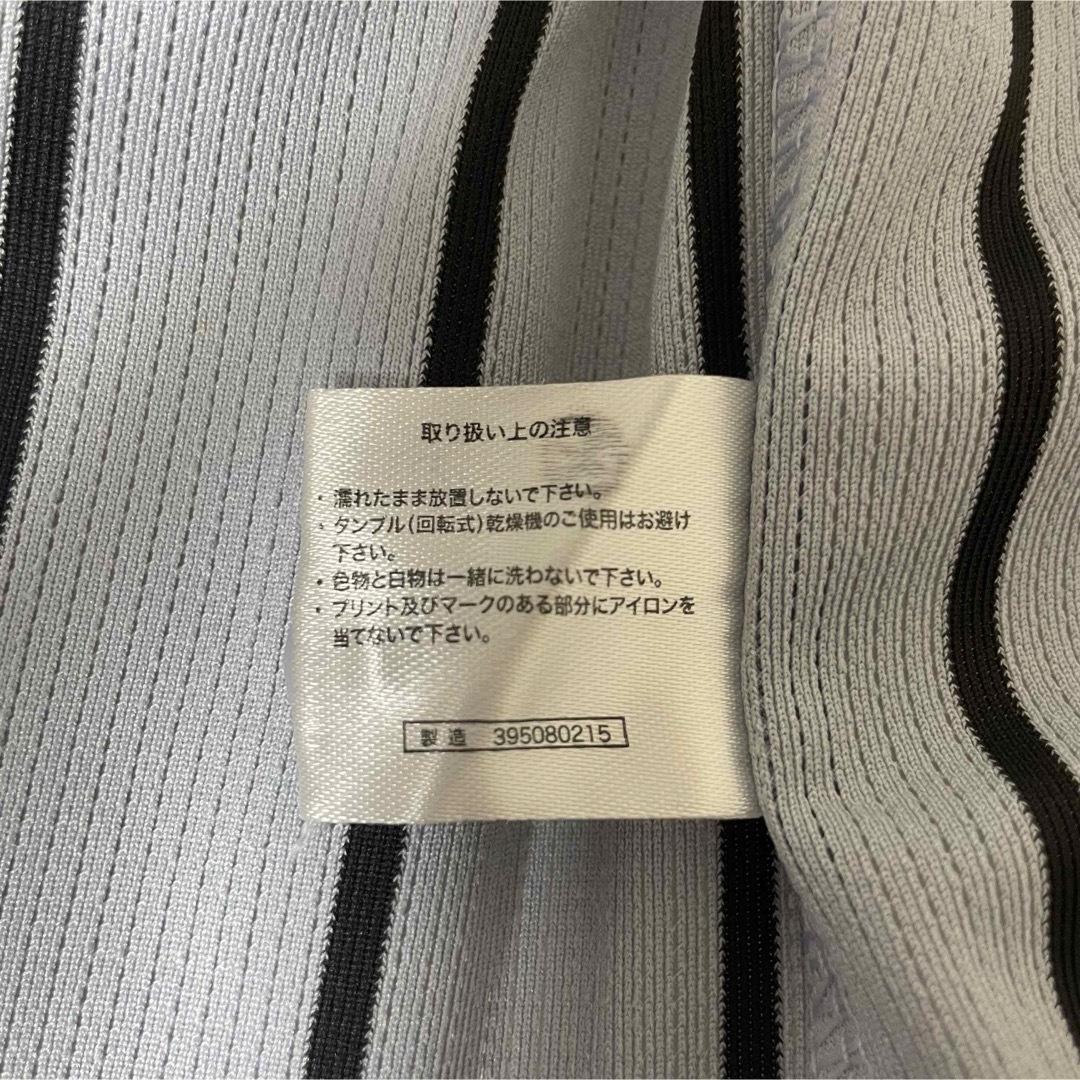 取り扱い上の注意
・濡れたまま放置しないで下さい。
・タンブル(回転式)乾燥機のご使用はお避け
下さい。
・色物と白物は一緒に洗わないで下さい。
・プリント及びマークのある部分にアイロンを
当てないで下さい。
製造 395080215